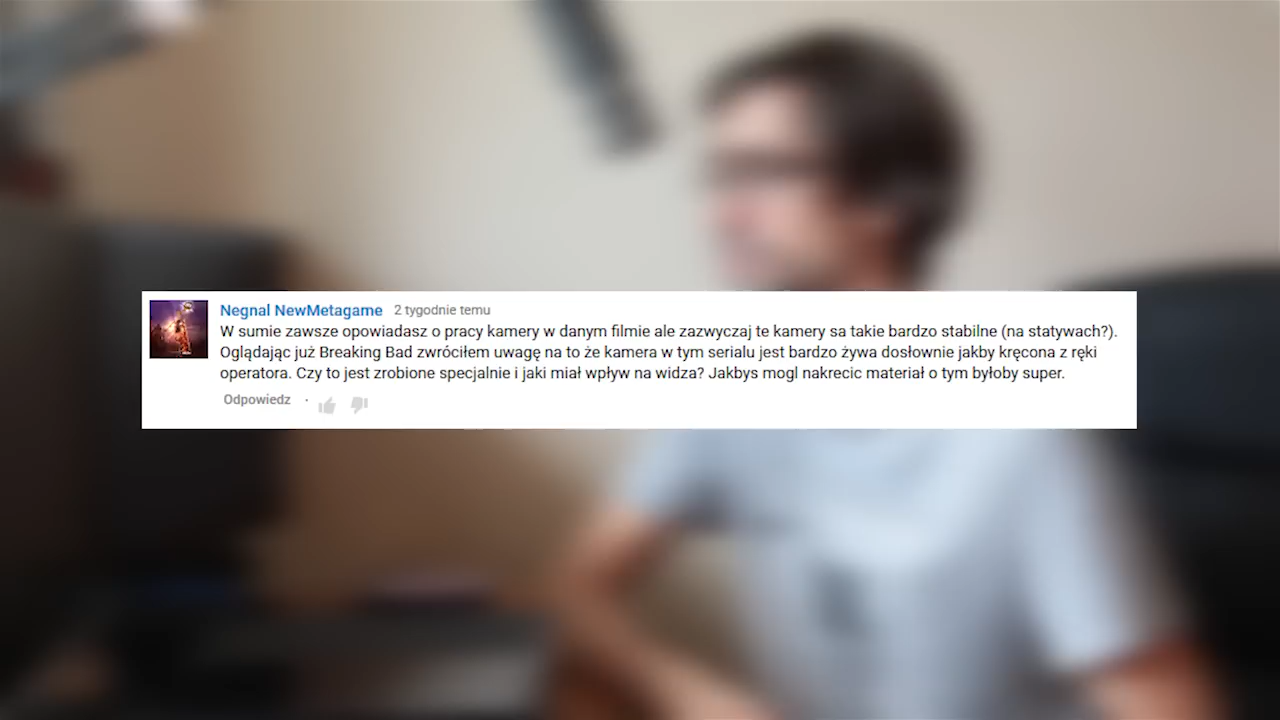 Negnal NewMetagame 2 tygodnie temu
W sumie zawsze opowiadasz o pracy kamery w danym filmie ale zazwyczaj te kamery sa takie bardzo stabilne (na statywach?).
Oglądając już Breaking Bad zwróciłem uwagę na to że kamera w tym serialu jest bardzo żywa dosłownie jakby kręcona z ręki
operatora. Czy to jest zrobione specjalnie i jaki miał wpływ na widza? Jakbys mogl nakrecic materiał o tym byłoby super.
Odpowiedz ·